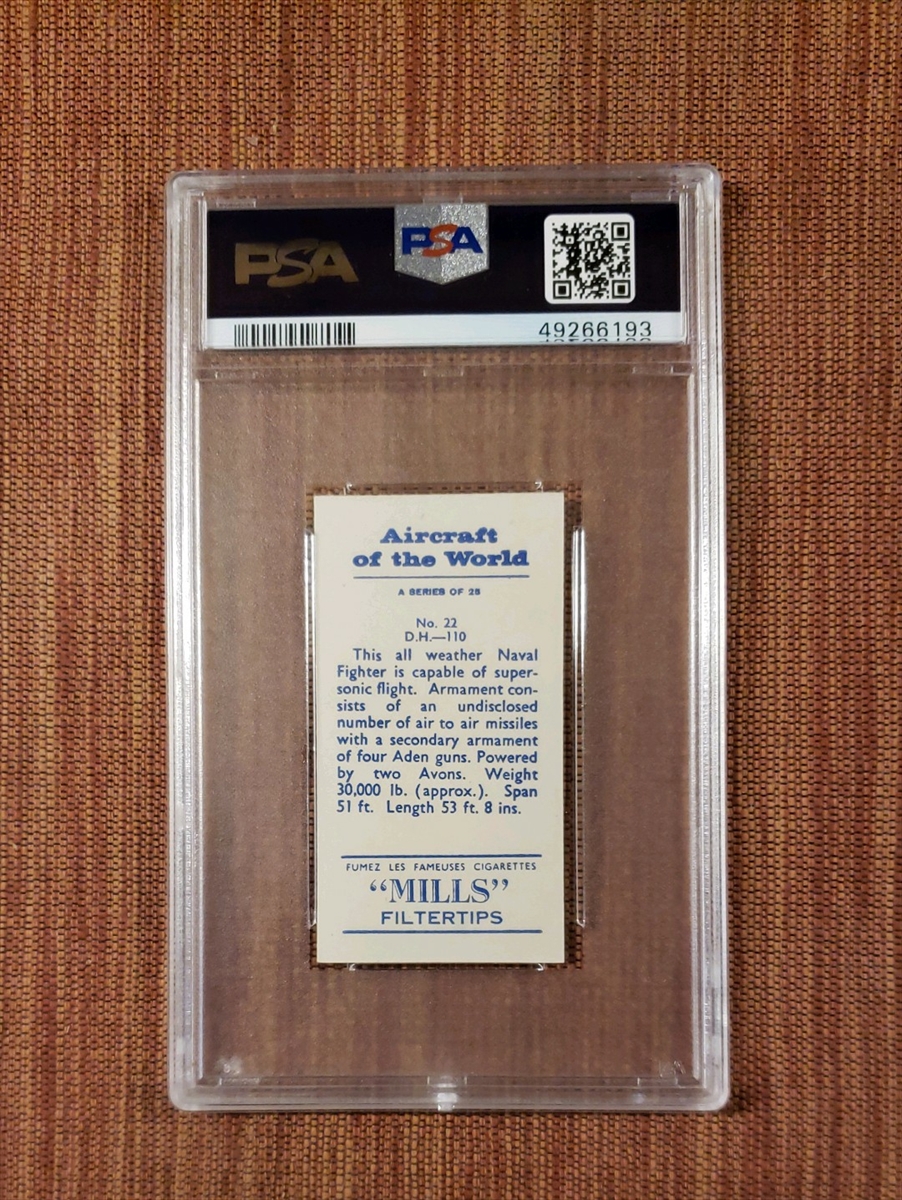 PSA
PSA
49266193
Aircraft
of the World
A SERIES OF 25
No. 22
D.H.—110
This all weather Naval
Fighter is capable of super-
sonic flight. Armament con-
sists of an undisclosed
number of air to air missiles
with a secondary armament
of four Aden guns. Powered
by two Avons. Weight
30,000 lb. (approx.). Span
51 ft. Length 53 ft. 8 ins.
FUMEZ LES FAMEUSES CIGARETTES
“MILLS”
FILTERTIPS